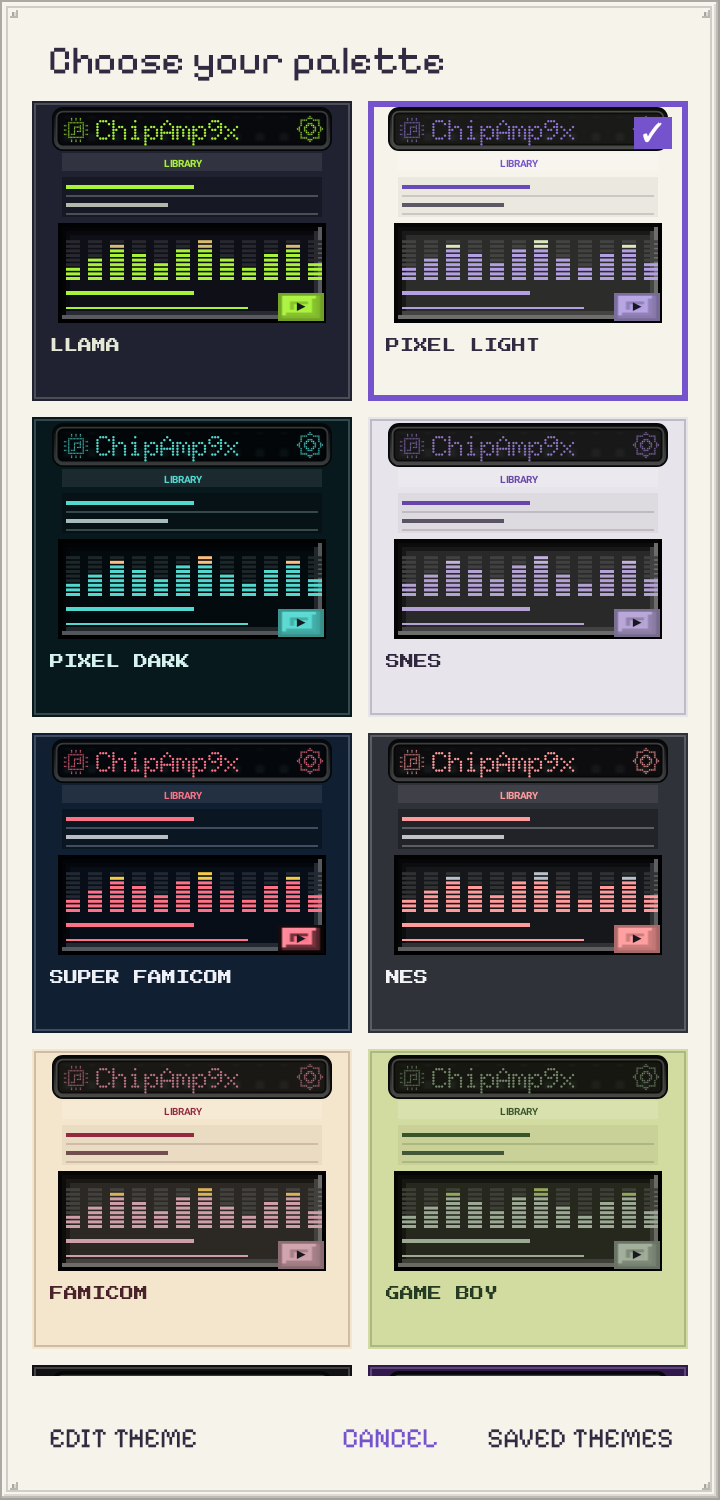 Choose your palette
ChipAmp9x
LIBRARY
LLAMA
ChipAmp9x
LIBRARY
PIXEL LIGHT
ChipAmp9x
LIBRARY
PIXEL DARK
ChipAmp9x
LIBRARY
SNES
ChipAmp9x
LIBRARY
SUPER FAMICOM
ChipAmp9x
LIBRARY
NES
ChipAmp9x
LIBRARY
FAMICOM
ChipAmp9x
LIBRARY
GAME BOY
EDIT THEME
CANCEL
SAVED THEMES